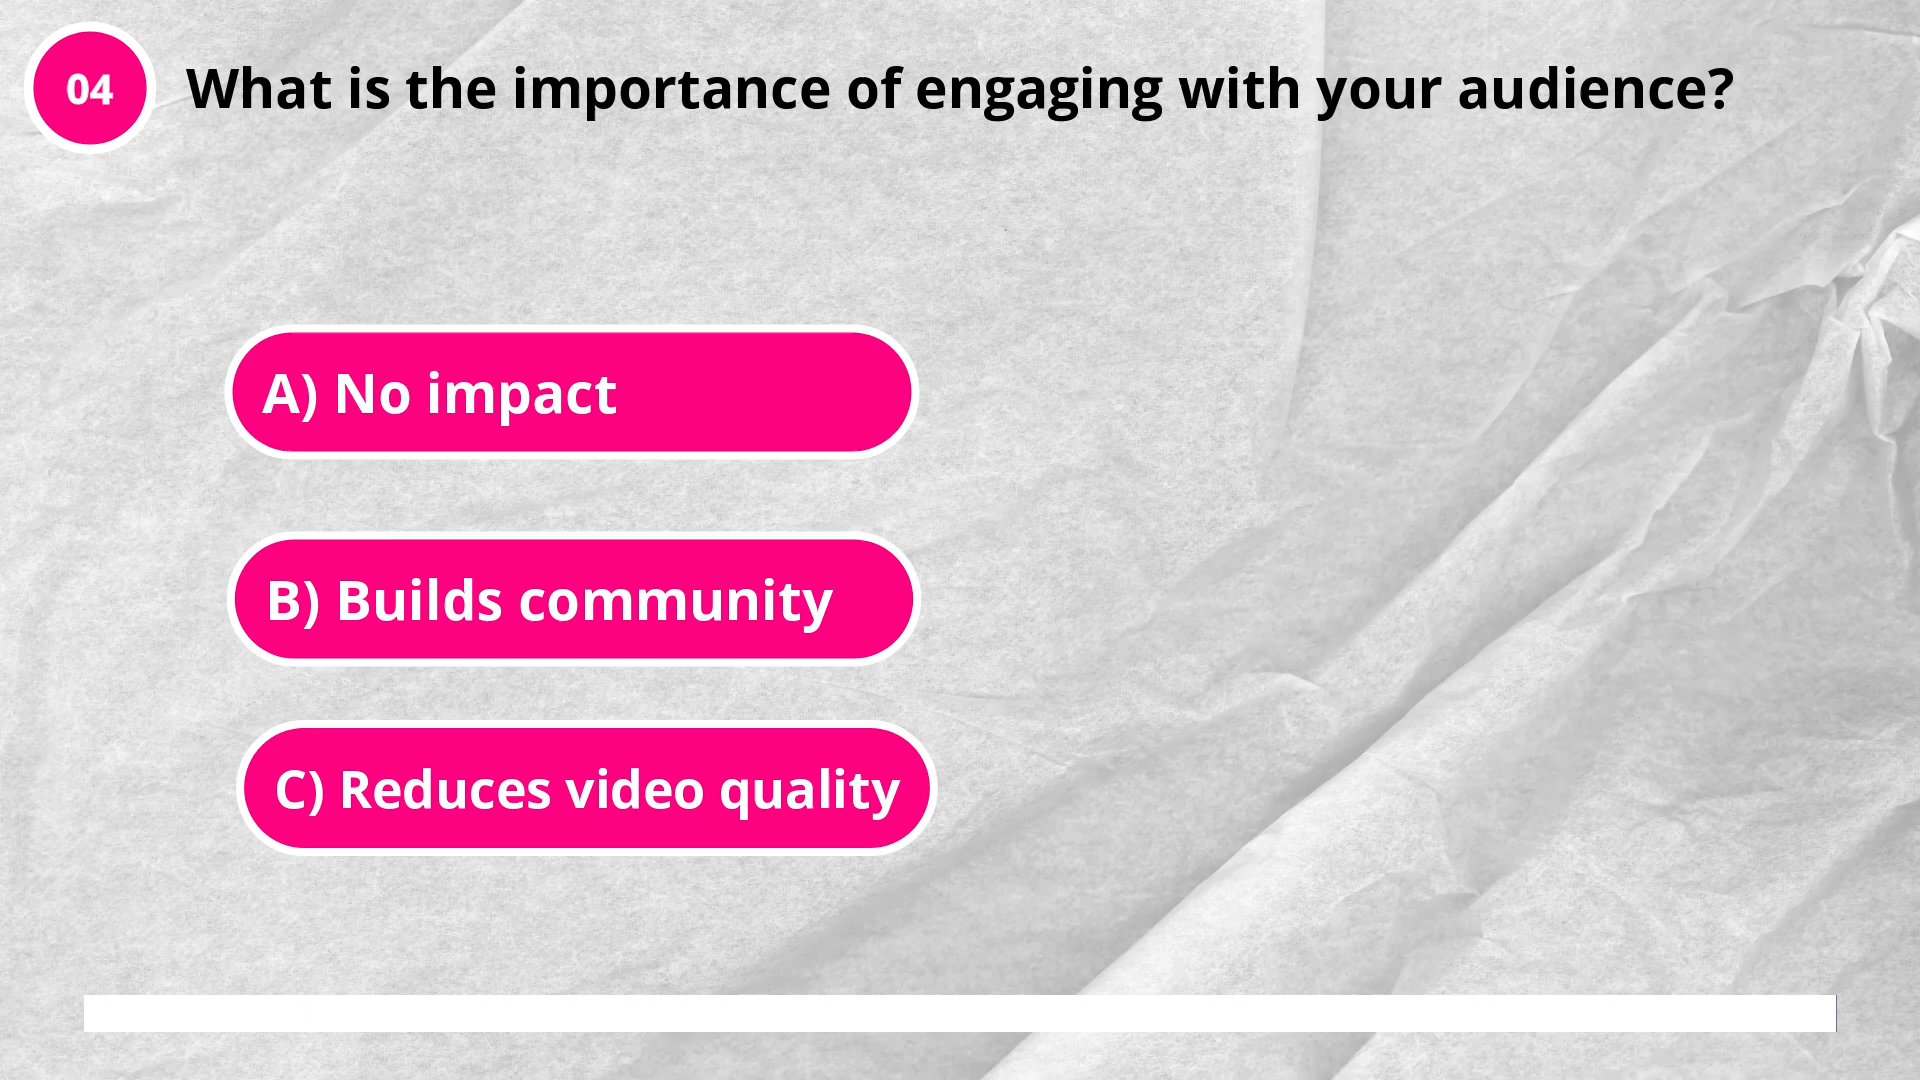 04
What is the importance of engaging with your audience?
A) No impact
B) Builds community
C) Reduces video quality